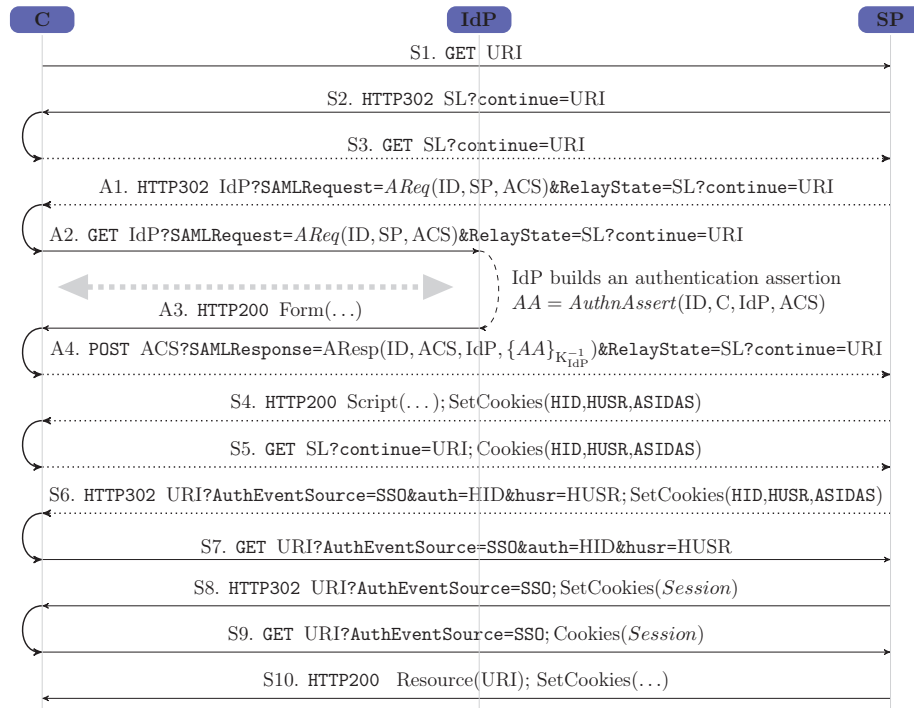 C IdP SP
S1. GET URI
S2. HTTP302 SL?continue=URI
S3. GET SL?continue=URI
A1. HTTP302 IdP?SAMLRequest=AReq(ID, SP, ACS)&RelayState=SL?continue=URI
A2. GET IdP?SAMLRequest=AReq(ID, SP, ACS)&RelayState=SL?continue=URI
IdP builds an authentication assertion
AA = AuthnAssert(ID, C, IdP, ACS)
A3. HTTP200 Form(...)
A4. POST ACS?SAMLResponse=AResp(ID, ACS, IdP, {AA}K_IdP^-1)&RelayState=SL?continue=URI
S4. HTTP200 Script(...); SetCookies(HID,HUSR,ASIDAS)
S5. GET SL?continue=URI; Cookies(HID,HUSR,ASIDAS)
S6. HTTP302 URI?AuthEventSource=SSO&auth=HID&husr=HUSR; SetCookies(HID,HUSR,ASIDAS)
S7. GET URI?AuthEventSource=SSO&auth=HID&husr=HUSR
S8. HTTP302 URI?AuthEventSource=SSO; SetCookies(Session)
S9. GET URI?AuthEventSource=SSO; Cookies(Session)
S10. HTTP200 Resource(URI); SetCookies(...)